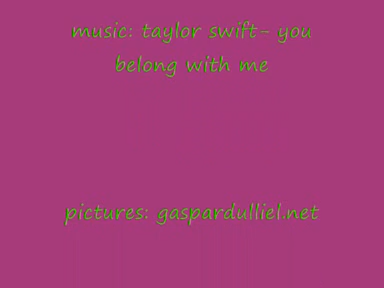 music: taylor swift- you
belong with me
pictures: gaspardulliel.net